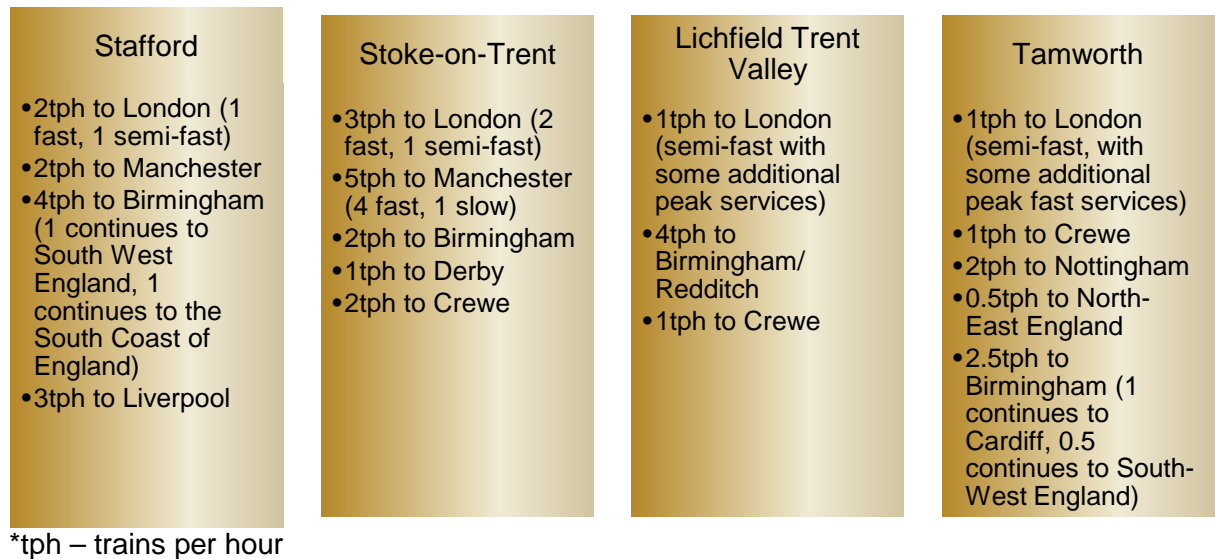 Stafford
•2tph to London (1
fast, 1 semi-fast)
•2tph to Manchester
•4tph to Birmingham
(1 continues to
South West
England, 1
continues to the
South Coast of
England)
•3tph to Liverpool
Stoke-on-Trent
•3tph to London (2
fast, 1 semi-fast)
•5tph to Manchester
(4 fast, 1 slow)
•2tph to Birmingham
•1tph to Derby
•2tph to Crewe
Lichfield Trent
Valley
•1tph to London
(semi-fast with
some additional
peak services)
•4tph to
Birmingham/
Redditch
•1tph to Crewe
Tamworth
•1tph to London
(semi-fast, with
some additional
peak fast services)
•1tph to Crewe
•2tph to Nottingham
•0.5tph to North-
East England
•2.5tph to
Birmingham (1
continues to
Cardiff, 0.5
continues to South-
West England)
*tph – trains per hour